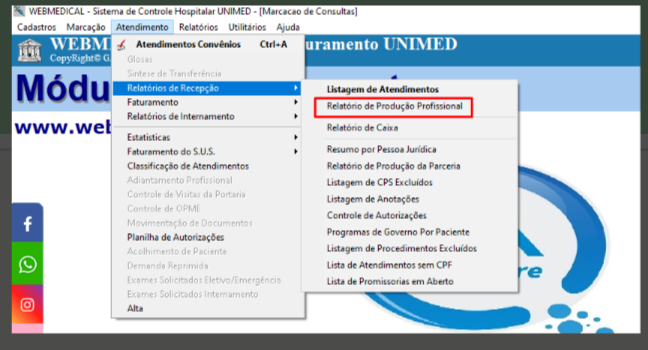 WEBMEDICAL - Sistema de Controle Hospitalar UNIMED - [Marcacao de Consultas]
Cadastros Marcação Atendimento Relatórios Utilitários Ajuda
WEBM
uramento UNIMED
CopyRight© G
Módu
www.we
Atendimentos Convênios Ctrl+A
Glosas
Síntese de Transferência
Relatórios de Recepção
Faturamento
Relatórios de Internamento
Estatisticas
Faturamento do S.U.S.
Classificação de Atendimentos
Adiantamento Profissional
Controle de Visitas da Portaria
Controle de OPME
Movimentação de Documentos
Planilha de Autorizações
Acolhimento de Paciente
Demanda Reprimida
Exames Solicitados Eletivo/Emergência
Exames Solicitados Internamento
Alta
Listagem de Atendimentos
Relatório de Produção Profissional
Relatório de Caixa
Resumo por Pessoa Jurídica
Relatório de Produção da Parceria
Listagem de CPS Excluídos
Listagem de Anotações
Controle de Autorizações
Programas de Governo Por Paciente
Listagem de Procedimentos Excluídos
Lista de Atendimentos sem CPF
Lista de Promissorias em Aberto
re